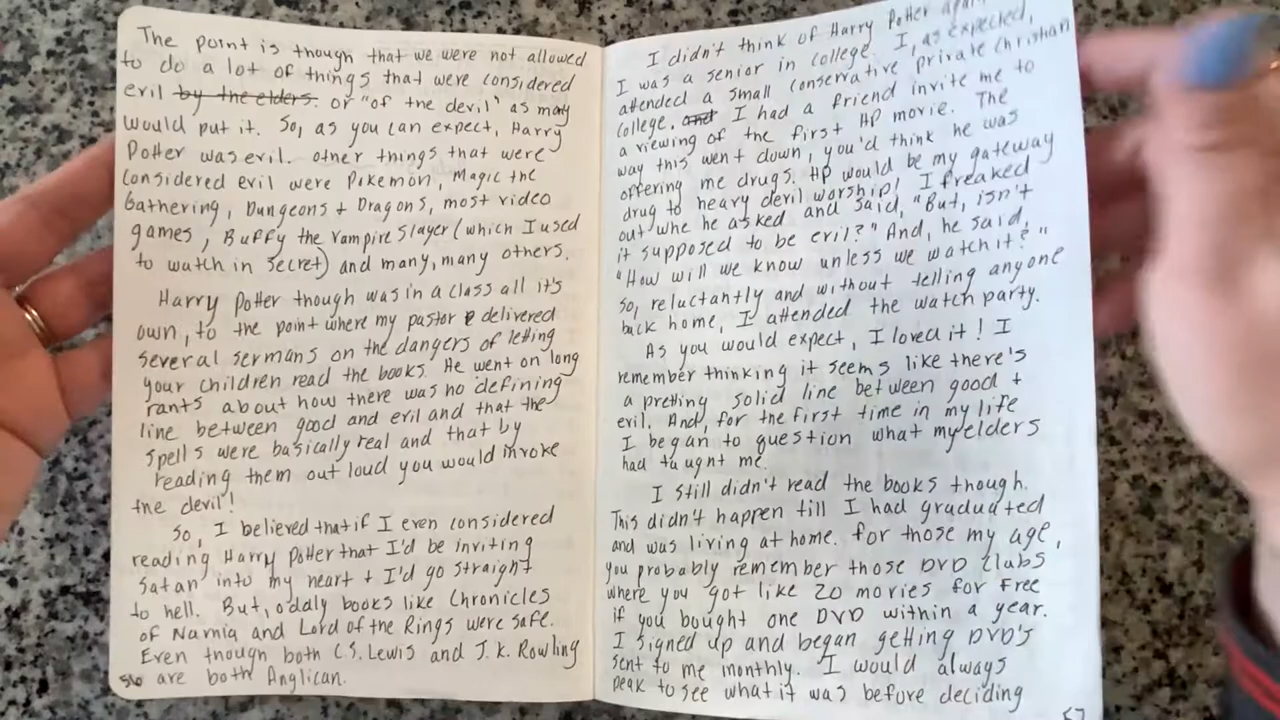 The point is though that we were not allowed
to do a lot of things that were considered
evil by the elders. or "of the devil" as many
would put it. So, as you can expect, Harry
Potter was evil. other things that were
considered evil were Pokemon, Magic the
Gathering, Dungeons + Dragons, most video
games, Buffy the Vampire Slayer (which I used
to watch in secret) and many, many others.
Harry Potter though was in a class all it's
own, to the point where my pastor delivered
several sermans on the dangers of letting
your children read the books. He went on long
rants about how there was no defining
line between good and evil and that the
spells were basically real and that by
reading them out loud you would invoke
the devil!
So, I believed that if I even considered
reading Harry Potter that I'd be inviting
Satan into my heart + I'd go straight
to hell. But, oddly books like Chronicles
of Narnia and Lord of the Rings were safe.
Even though both C.S. Lewis and J.K. Rowling
are both Anglican.
56
I didn't think of Harry Potter again
I was a senior in college. I, as expected,
attended a small conservative private Christian
college. and I had a friend invite me to
a viewing of the first HP movie. The
way this went down, you'd think he was
offering me drugs. HP would be my gateway
drug to heavy devil worship! I freaked
out whe he asked and said, "But, isn't
it supposed to be evil?" And, he said,
"How will we know unless we watch it?"
So, reluctantly and without telling anyone
back home, I attended the watch party.
As you would expect, I loved it! I
remember thinking it seems like there's
a pretting solid line between good +
evil. And, for the first time in my life
I began to question what my elders
had taught me.
I still didn't read the books though.
This didn't happen till I had graduated
and was living at home. For those my age,
you probably remember those DVD clubs
where you got like 20 movies for free
if you bought one DVD within a year.
I signed up and began getting DVD's
sent to me monthly. I would always
peak to see what it was before deciding
57